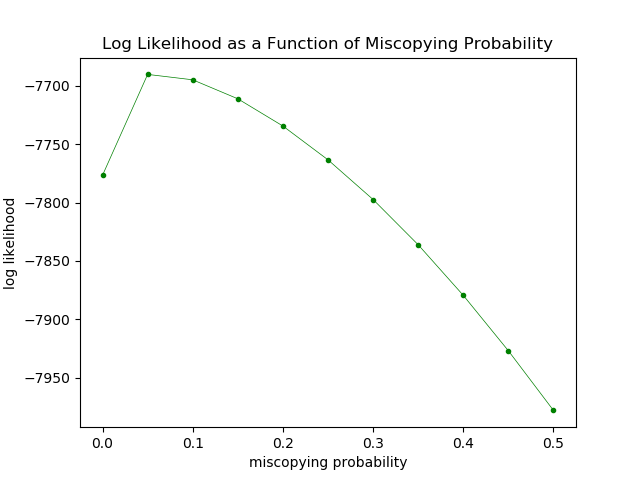 Log Likelihood as a Function of Miscopying Probability
−7700
−7750
−7800
−7850
−7900
−7950
log likelihood
0.0 0.1 0.2 0.3 0.4 0.5
miscopying probability